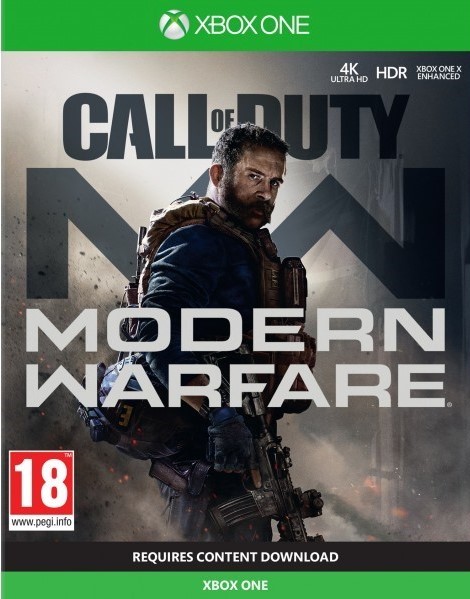 XBOX ONE
4K
ULTRA HD
HDR
XBOX ONE X
ENHANCED
CALL OF DUTY
MW
MODERN
WARFARE®
18
TM
www.pegi.info
REQUIRES CONTENT DOWNLOAD
XBOX ONE